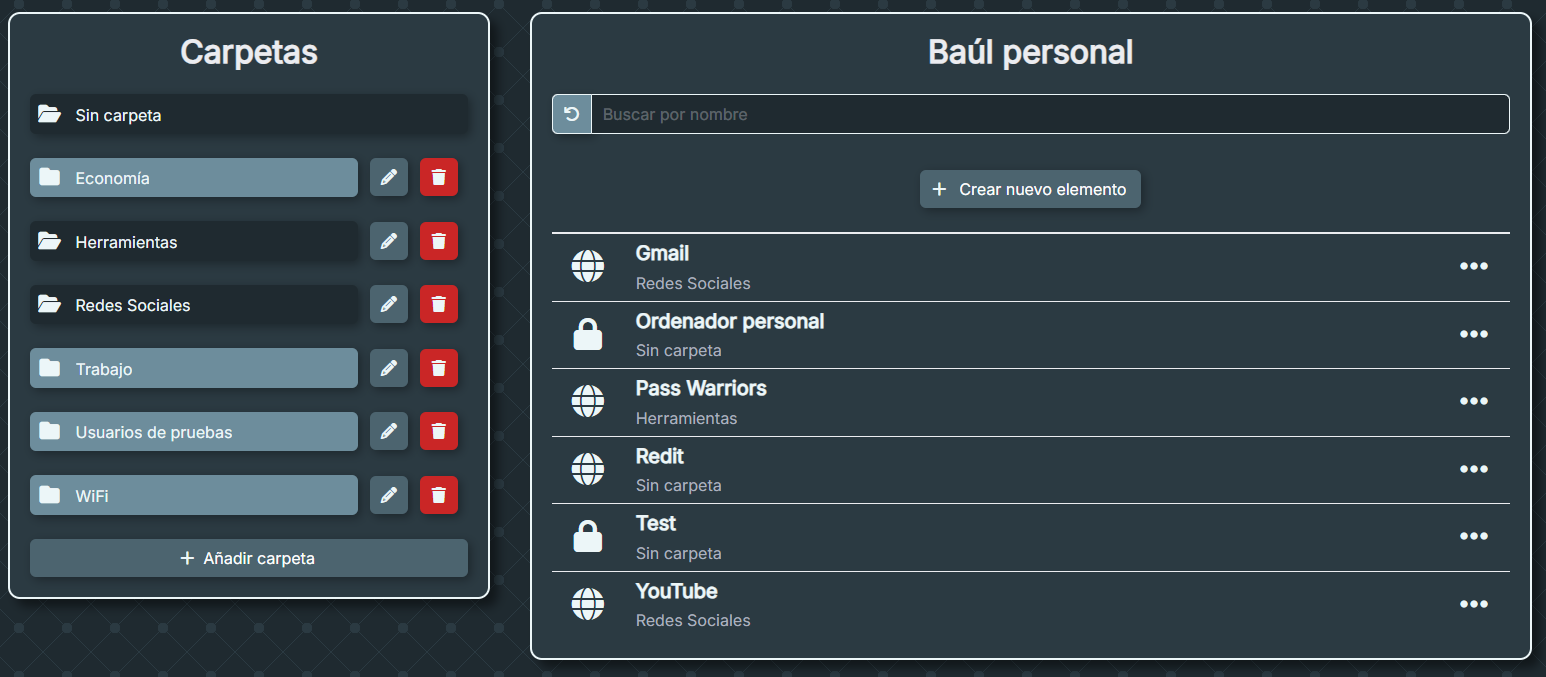 Carpetas
Sin carpeta
Economía
Herramientas
Redes Sociales
Trabajo
Usuarios de pruebas
WiFi
Añadir carpeta
Baúl personal
Buscar por nombre
Crear nuevo elemento
Gmail
Redes Sociales
Ordenador personal
Sin carpeta
Pass Warriors
Herramientas
Redit
Sin carpeta
Test
Sin carpeta
YouTube
Redes Sociales